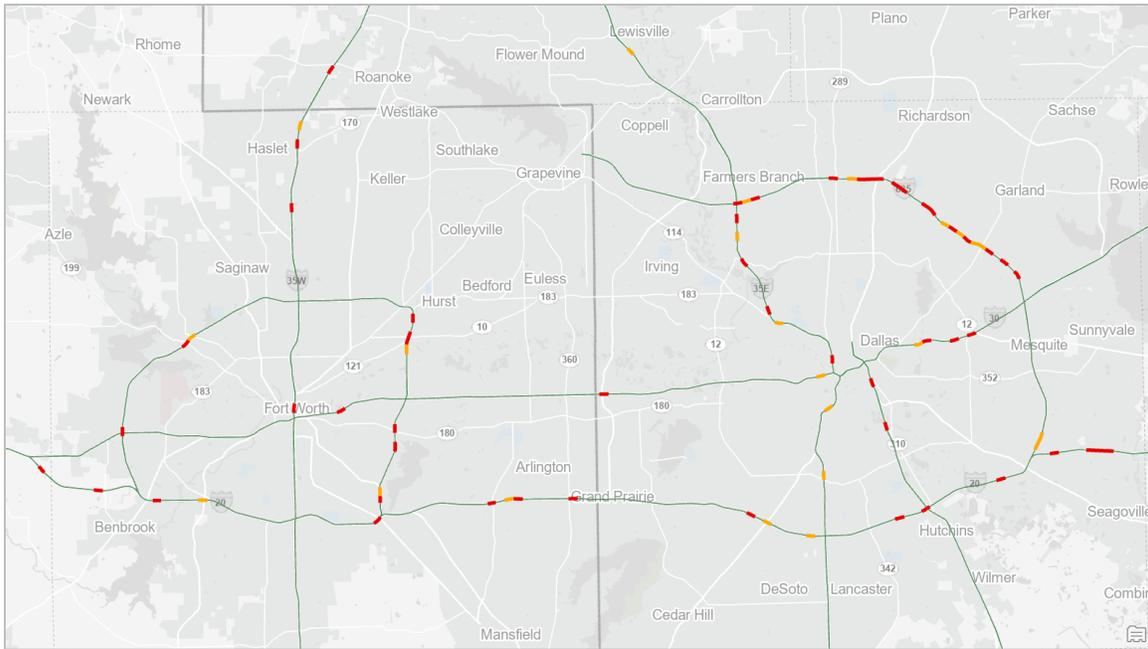 Plano
Parker
Lewisville
Rhome
Flower Mound
Roanoke
289
Newark
Carrollton
Westlake
170
Coppell
Richardson
Sachse
Haslet
Southlake
Keller
Grapevine
Farmers Branch
Garland
Rowle
Colleyville
114
Azle
199
Saginaw
Irving
35W
Euless
Bedford
183
183
35E
Hurst
10
30
12
12
Sunnyvale
Dallas
Mesquite
360
121
352
183
Fort Worth
180
180
310
Arlington
20
20
Grand Prairie
Benbrook
Seagoville
Hutchins
342
Wilmer
DeSoto
Lancaster
Combin
Cedar Hill
Mansfield